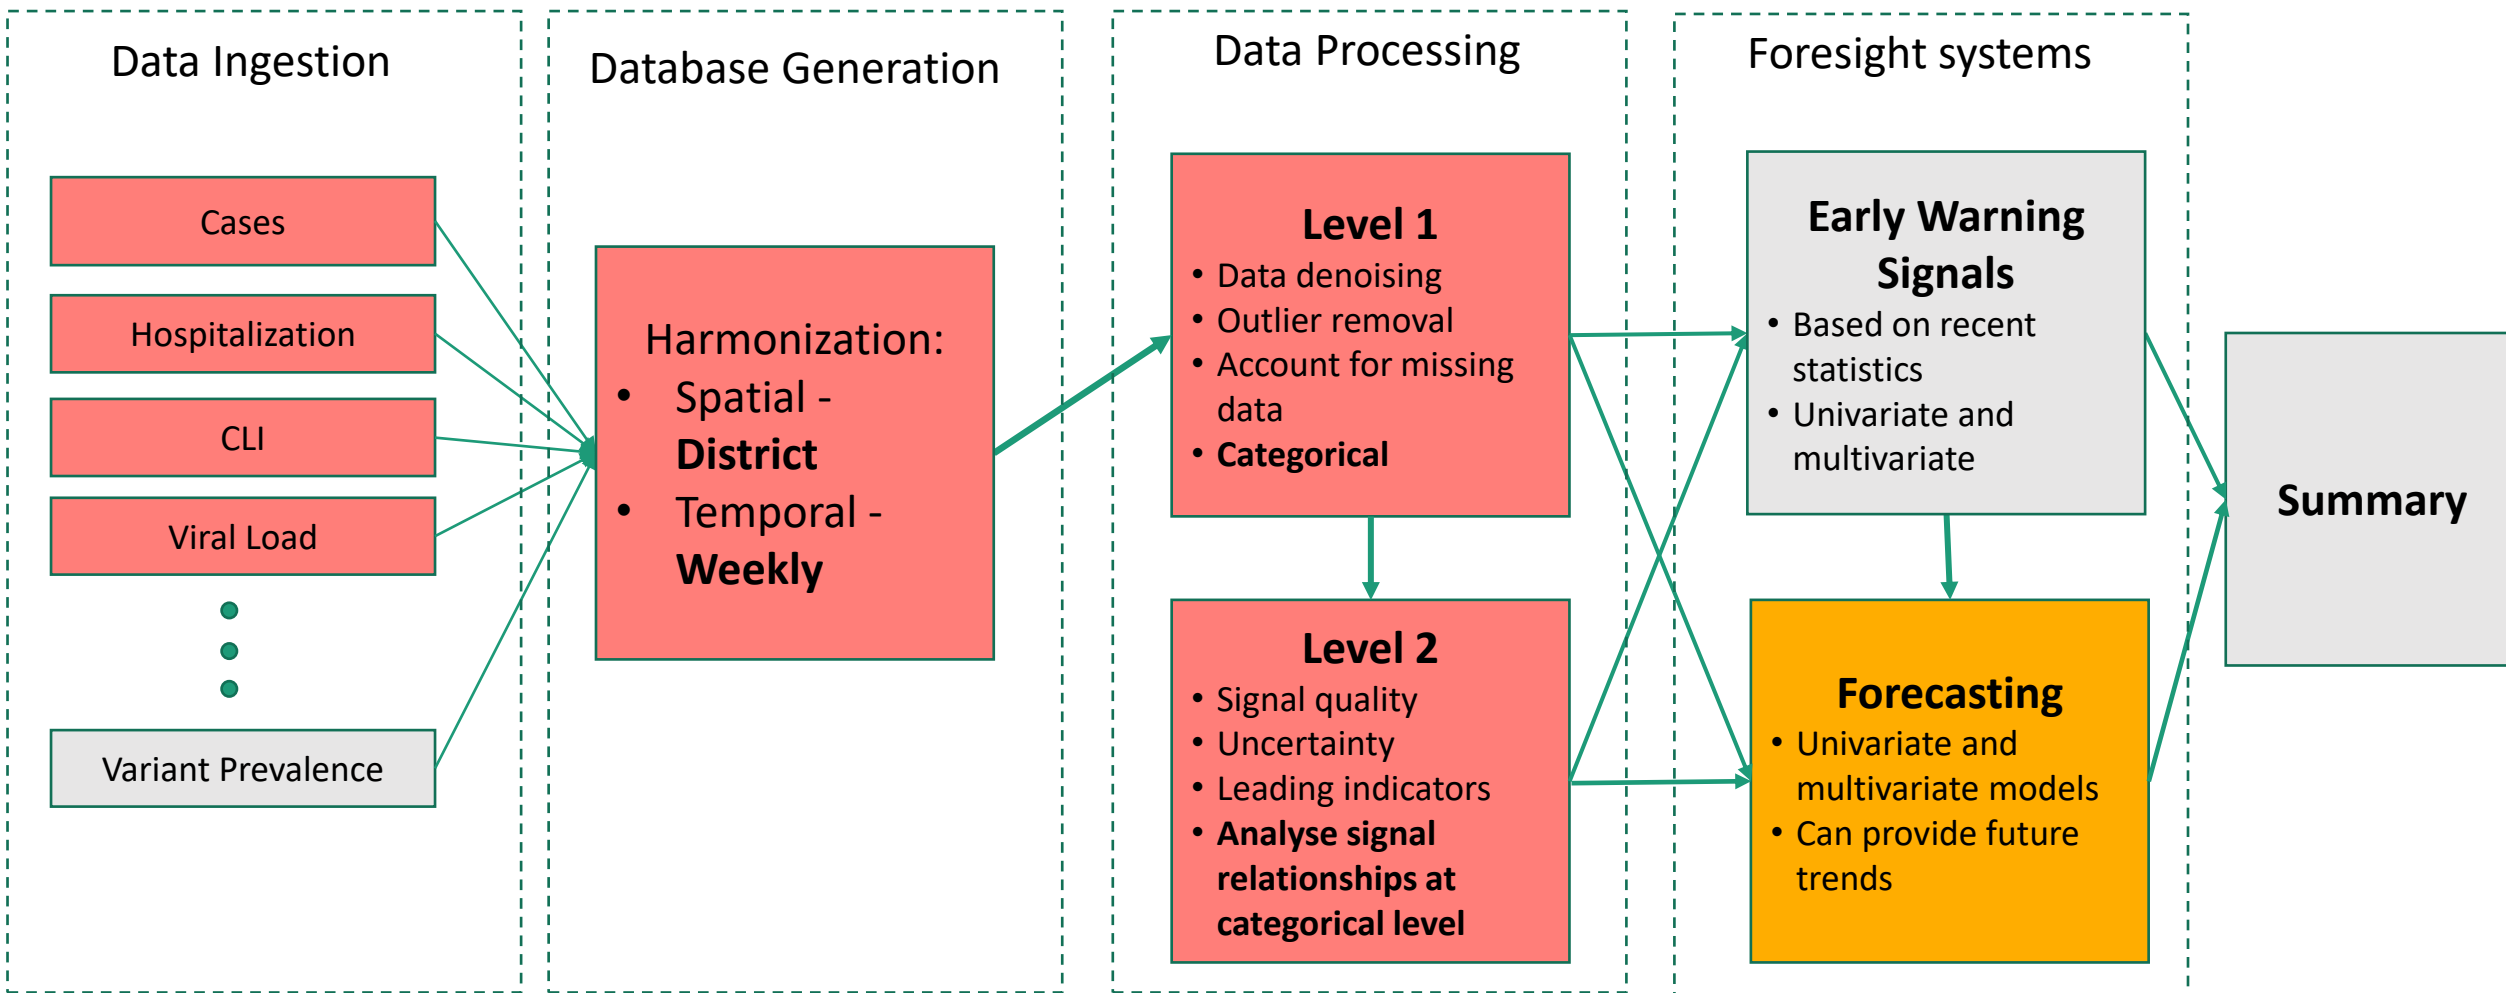 Data Ingestion
Cases
Hospitalization
CLI
Viral Load
Variant Prevalence
Database Generation
Harmonization:
• Spatial -
District
• Temporal -
Weekly
Data Processing
Level 1
• Data denoising
• Outlier removal
• Account for missing
data
• Categorical
Level 2
• Signal quality
• Uncertainty
• Leading indicators
• Analyse signal
relationships at
categorical level
Foresight systems
Early Warning
Signals
• Based on recent
statistics
• Univariate and
multivariate
Forecasting
• Univariate and
multivariate models
• Can provide future
trends
Summary